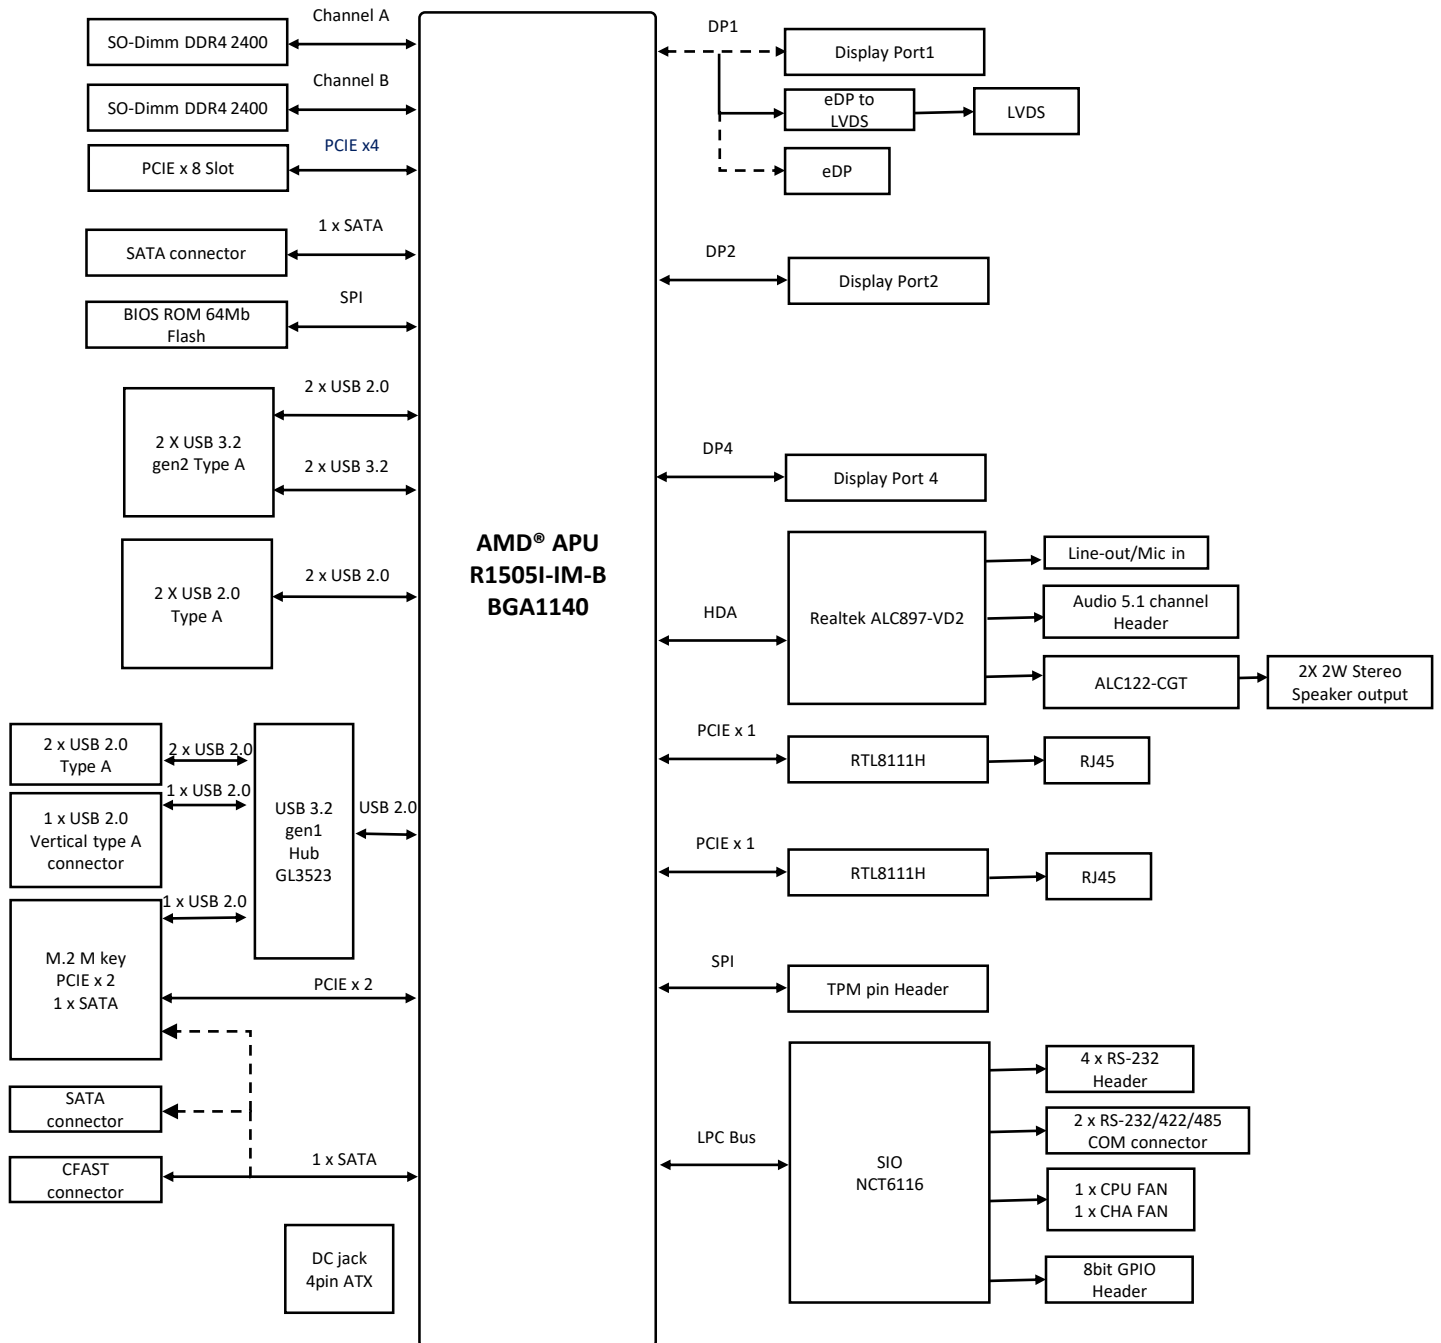 Channel A
SO-Dimm DDR4 2400
Channel B
SO-Dimm DDR4 2400
PCIE x4
PCIE x 8 Slot
1 x SATA
SATA connector
SPI
BIOS ROM 64Mb
Flash
2 x USB 2.0
2 X USB 3.2
gen2 Type A
2 x USB 3.2
2 x USB 2.0
2 X USB 2.0
Type A
2 x USB 2.0
Type A
2 x USB 2.0
1 x USB 2.0
1 x USB 2.0
Vertical type A
connector
USB 3.2
gen1
Hub
GL3523
USB 2.0
1 x USB 2.0
M.2 M key
PCIE x 2
1 x SATA
PCIE x 2
SATA
connector
CFAST
connector
1 x SATA
DC jack
4pin ATX
AMD® APU
R1505I-IM-B
BGA1140
DP1
Display Port1
eDP to
LVDS
LVDS
eDP
DP2
Display Port2
DP4
Display Port 4
HDA
Realtek ALC897-VD2
Line-out/Mic in
Audio 5.1 channel
Header
ALC122-CGT
2X 2W Stereo
Speaker output
PCIE x 1
RTL8111H
RJ45
PCIE x 1
RTL8111H
RJ45
SPI
TPM pin Header
LPC Bus
SIO
NCT6116
4 x RS-232
Header
2 x RS-232/422/485
COM connector
1 x CPU FAN
1 x CHA FAN
8bit GPIO
Header